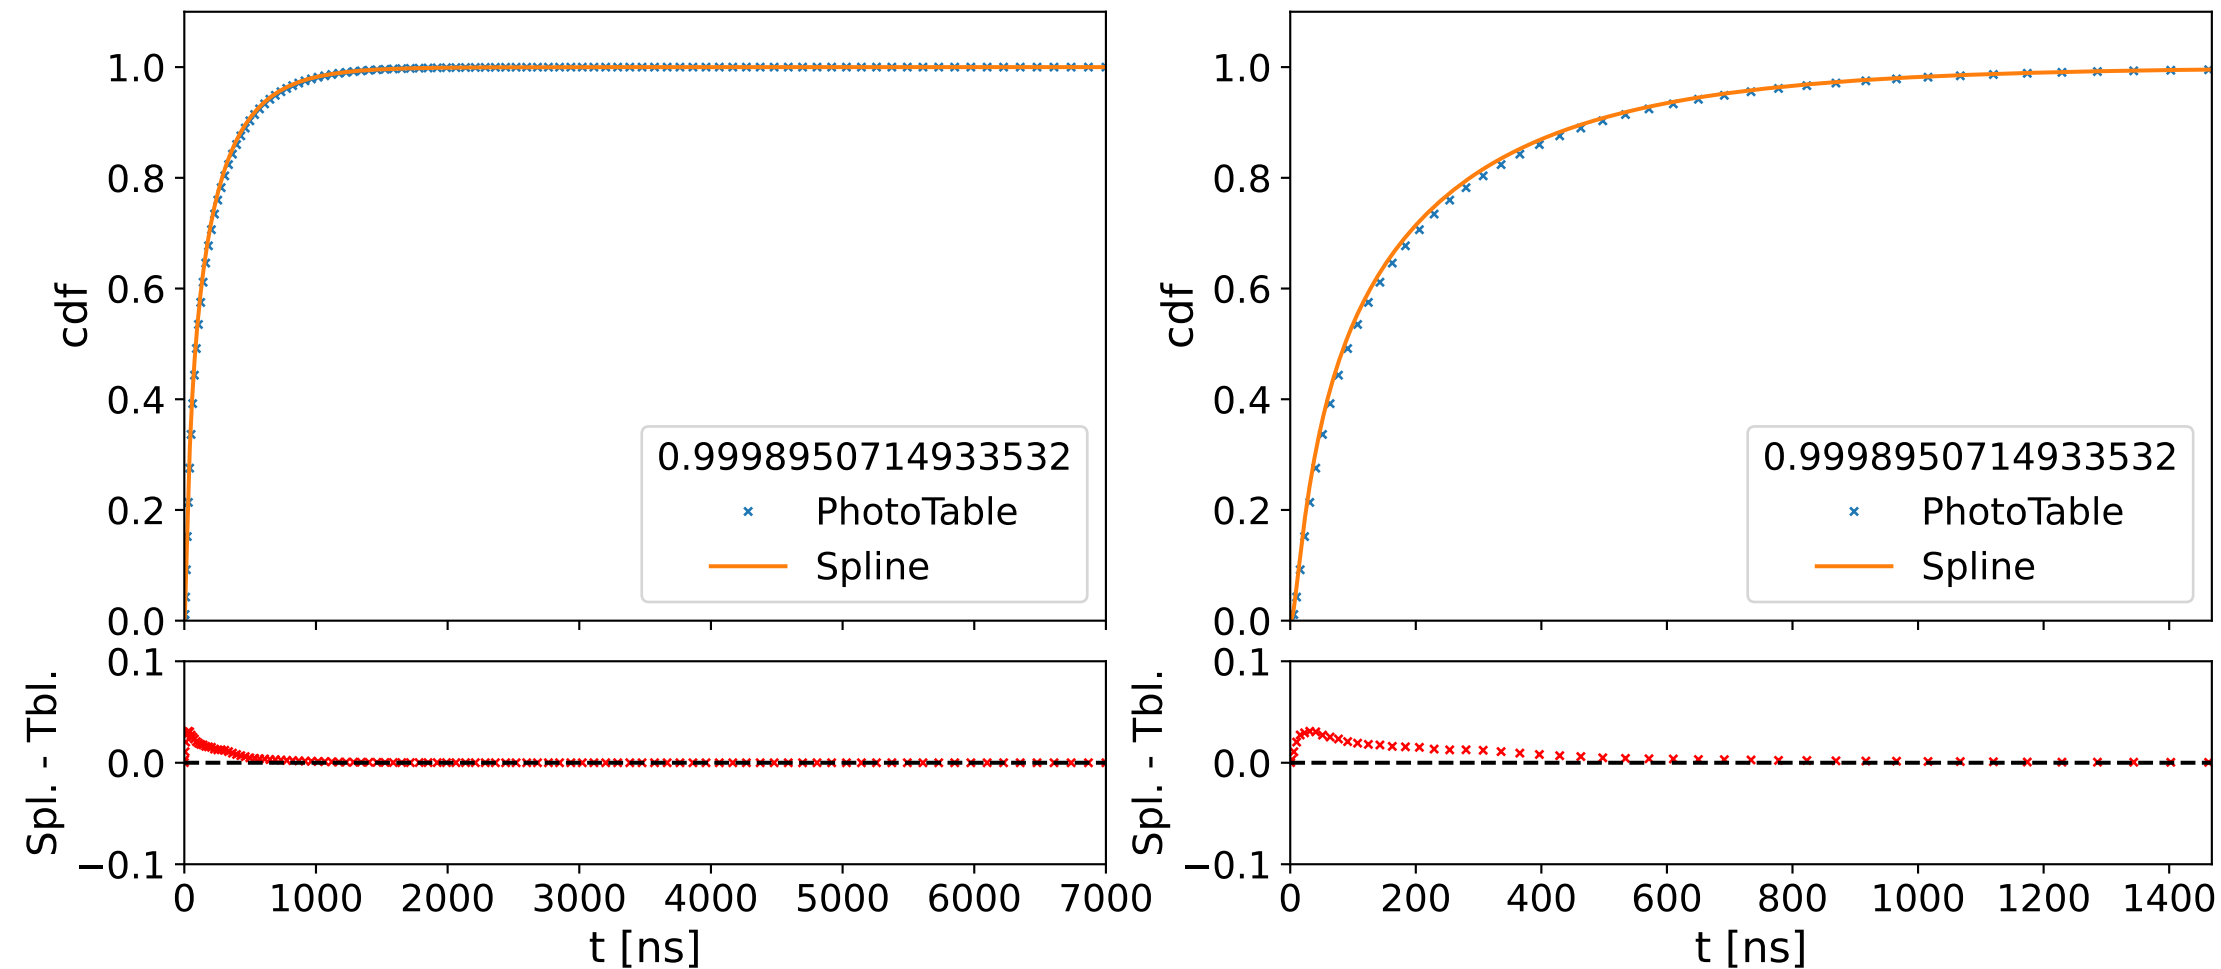 1.0
0.8
0.6
0.4
0.2
0.0
cdf
0.9998950714933532
PhotoTable
Spline
0.1
0.0
−0.1
Spl. - Tbl.
0 1000 2000 3000 4000 5000 6000 7000
t [ns]
1.0
0.8
0.6
0.4
0.2
0.0
cdf
0.9998950714933532
PhotoTable
Spline
0.1
0.0
−0.1
Spl. - Tbl.
0 200 400 600 800 1000 1200 1400
t [ns]